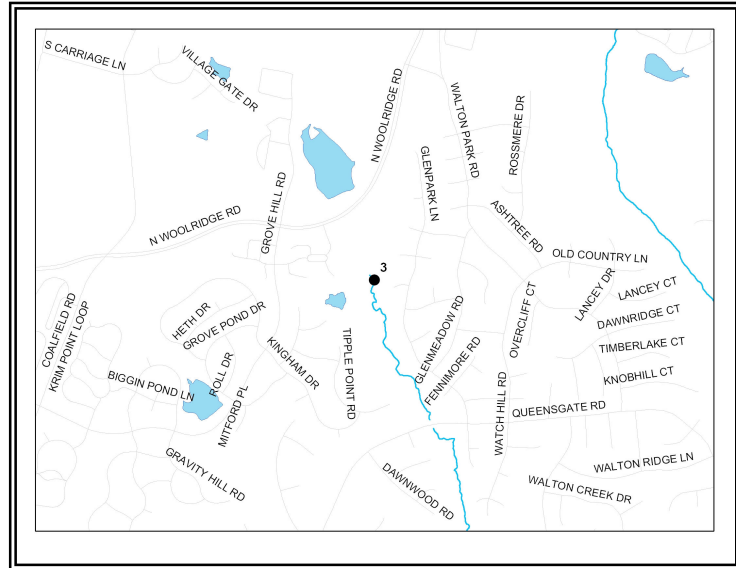 S CARRIAGE LN
VILLAGE GATE DR
N WOOLRIDGE RD
WALTON PARK RD
ROSSMERE DR
GLENPARK LN
GROVE HILL RD
N WOOLRIDGE RD
ASHTREE RD
OLD COUNTRY LN
3
LANCEY DR
LANCEY CT
COALFIELD RD
KRIM POINT LOOP
HETH DR
GROVE POND DR
OVERCLIFF CT
DAWNRIDGE CT
GLENMEADOW RD
TIPPLE POINT RD
KINGHAM DR
FENNIMORE RD
TIMBERLAKE CT
ROLL DR
BIGGIN POND LN
KNOBHILL CT
MITFORD PL
WATCH HILL RD
QUEENSGATE RD
GRAVITY HILL RD
DAWNWOOD RD
WALTON RIDGE LN
WALTON CREEK DR